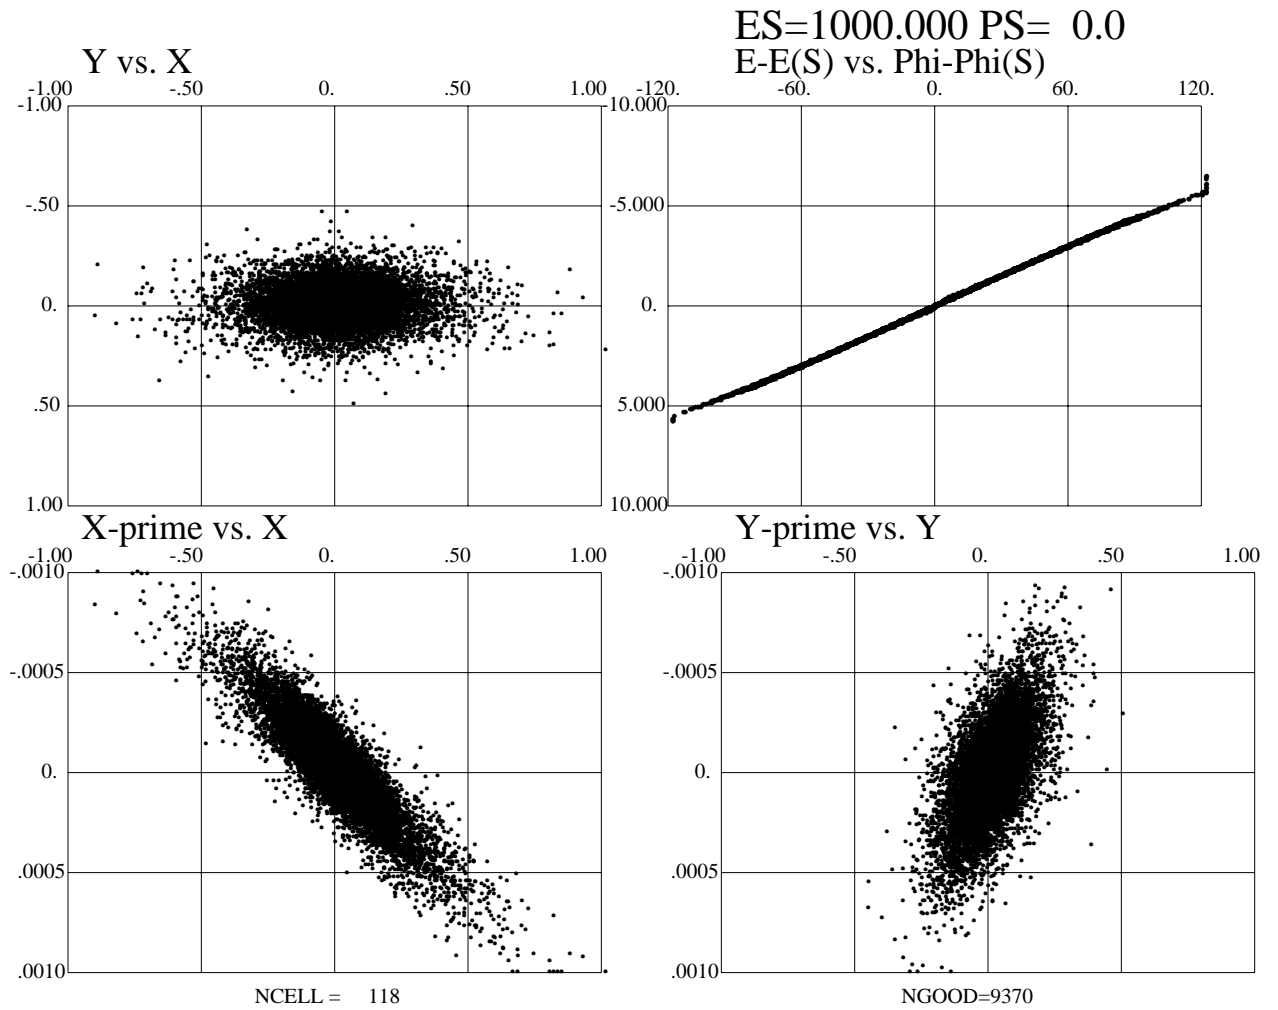 ES=1000.000 PS= 0.0
Y vs. X
E-E(S) vs. Phi-Phi(S)
-1.00 -.50 0. .50 1.00
-120. -60. 0. 60. 120.
-1.00
-.50
0.
.50
1.00
-10.000
-5.000
0.
5.000
10.000
X-prime vs. X
Y-prime vs. Y
-1.00 -.50 0. .50 1.00
-1.00 -.50 0. .50 1.00
-.0010
-.0005
0.
.0005
.0010
-.0010
-.0005
0.
.0005
.0010
NCELL = 118
NGOOD=9370